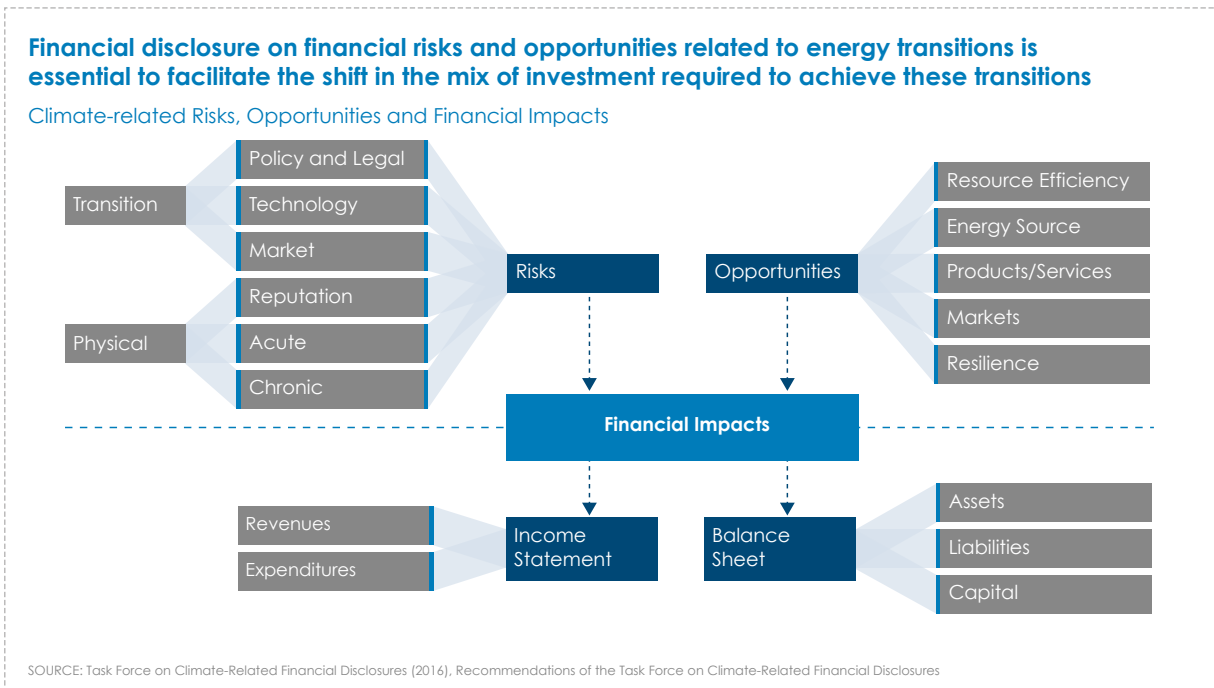 Financial disclosure on financial risks and opportunities related to energy transitions is
essential to facilitate the shift in the mix of investment required to achieve these transitions
Climate-related Risks, Opportunities and Financial Impacts
Transition
Physical
Policy and Legal
Technology
Market
Reputation
Acute
Chronic
Risks
Opportunities
Resource Efficiency
Energy Source
Products/Services
Markets
Resilience
Financial Impacts
Revenues
Expenditures
Income
Statement
Balance
Sheet
Assets
Liabilities
Capital
SOURCE: Task Force on Climate-Related Financial Disclosures (2016), Recommendations of the Task Force on Climate-Related Financial Disclosures